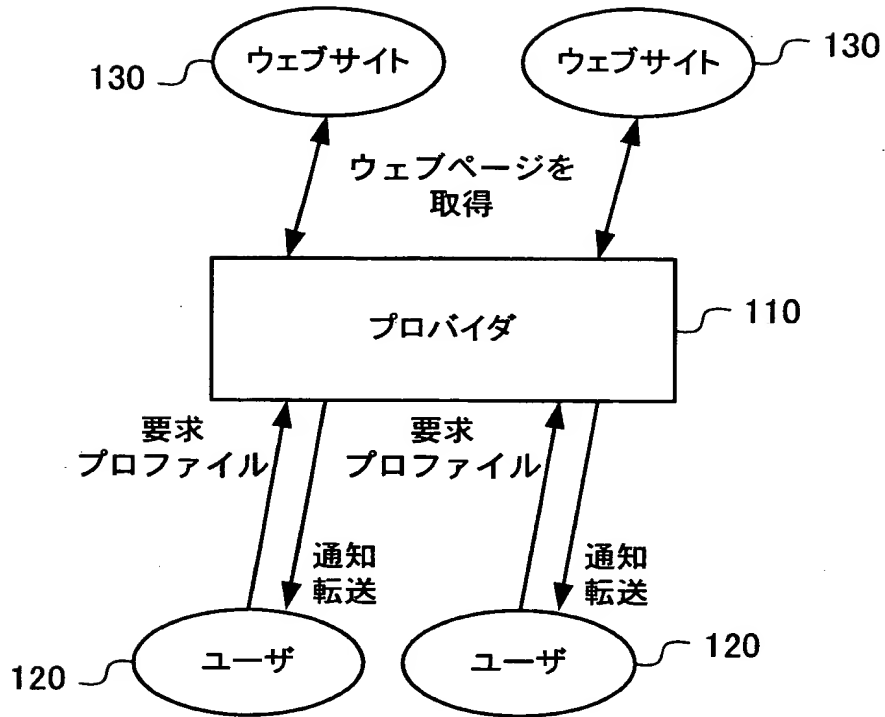 130
ウェブサイト
ウェブサイト
130
ウェブページを
取得
プロバイダ
110
要求
プロファイル
要求
プロファイル
通知
転送
通知
転送
120
ユーザ
ユーザ
120